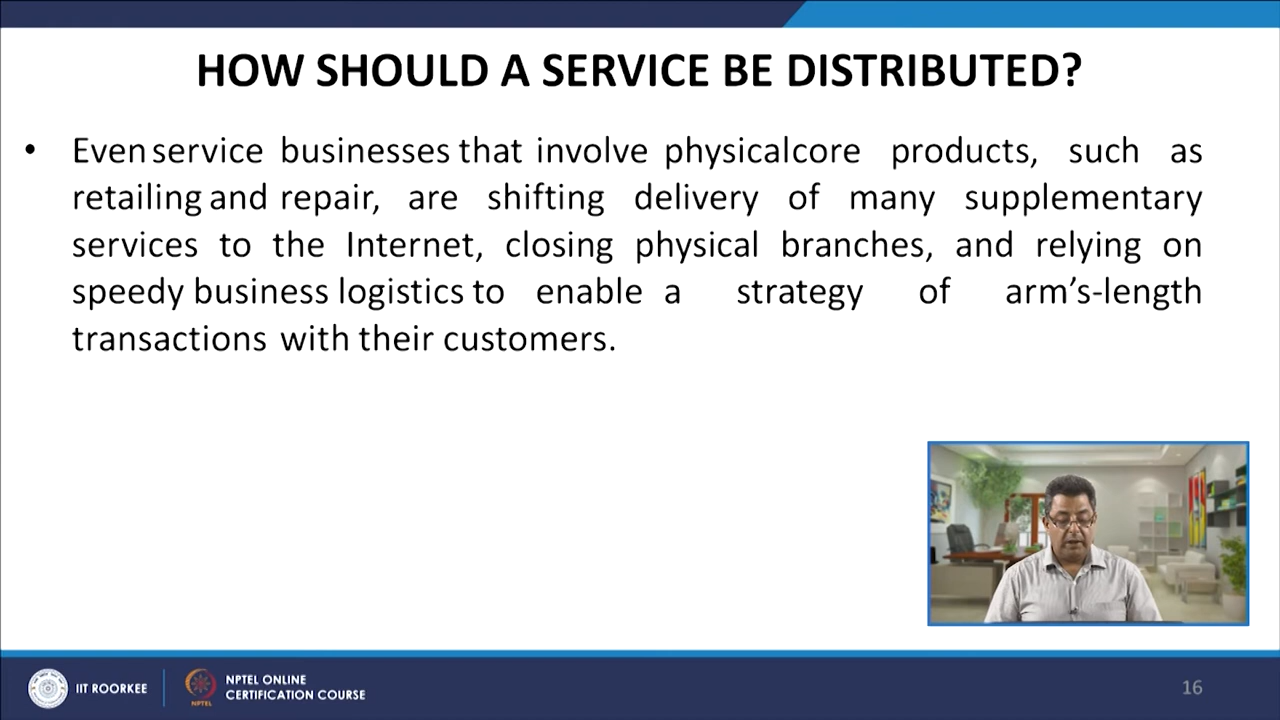 HOW SHOULD A SERVICE BE DISTRIBUTED?
• Even service businesses that involve physicalcore products, such as
retailing and repair, are shifting delivery of many supplementary
services to the Internet, closing physical branches, and relying on
speedy business logistics to enable a strategy of arm's-length
transactions with their customers.
IIT ROORKEE
NPTEL
NPTEL ONLINE
CERTIFICATION COURSE
16